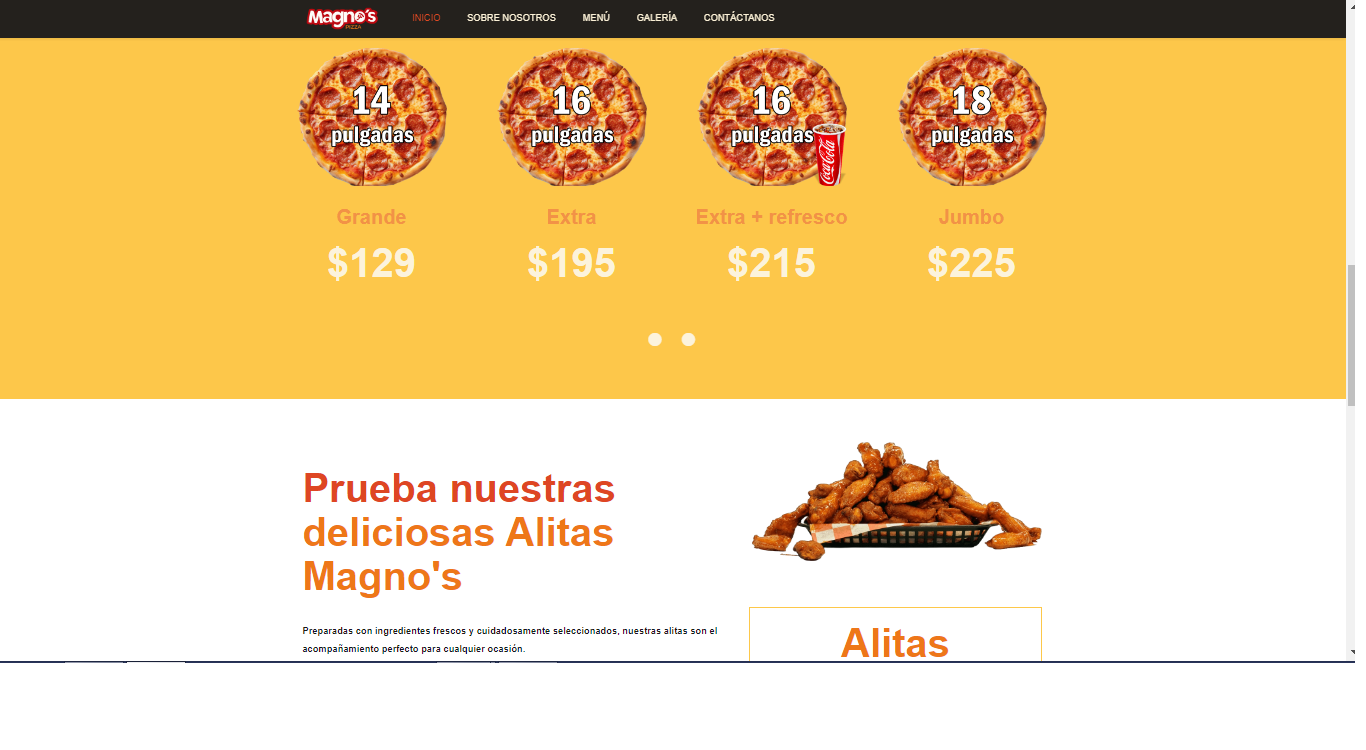 Magno's
PIZZA
INICIO
SOBRE NOSOTROS
MENÚ
GALERÍA
CONTÁCTANOS
14
pulgadas
16
pulgadas
16
pulgadas
Coca-Cola
18
pulgadas
Grande
Extra
Extra + refresco
Jumbo
$129
$195
$215
$225
Prueba nuestras
deliciosas Alitas
Magno's
Preparadas con ingredientes frescos y cuidadosamente seleccionados, nuestras alitas son el
acompañamiento perfecto para cualquier ocasión.
Alitas